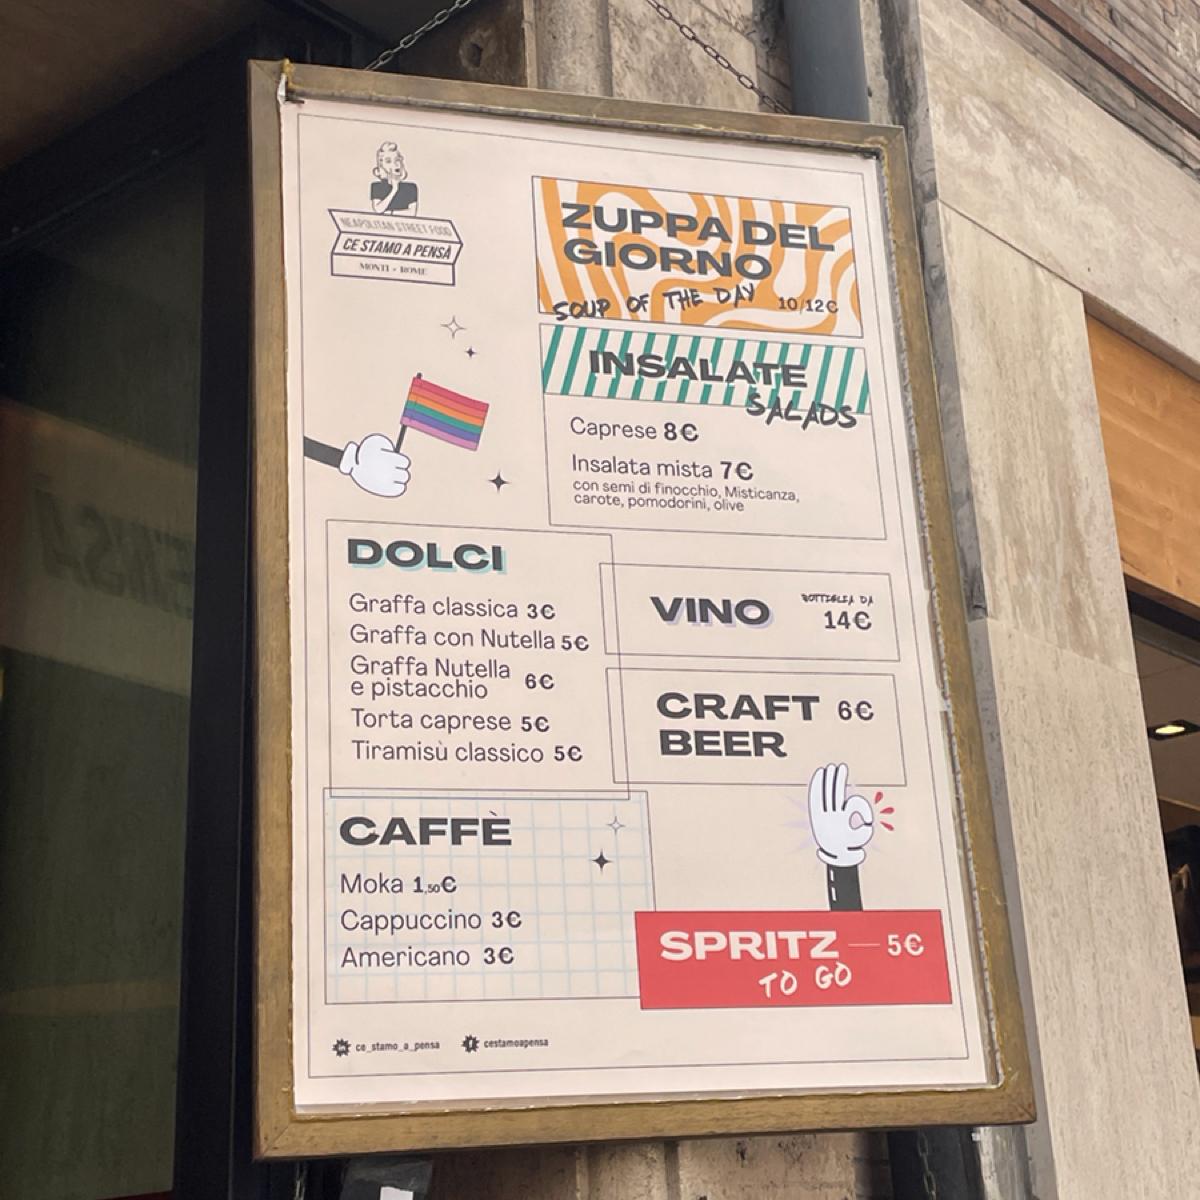 NEAPOLITAN STREET FOOD
CE STAMO A PENSÀ
MONTI - ROME
ZUPPA DEL
GIORNO
SOUP OF THE DAY 10/12€
INSALATE
SALADS
Caprese 8€
Insalata mista 7€
con semi di finocchio, Misticanza,
carote, pomodorini, olive
DOLCI
Graffa classica 3€
Graffa con Nutella 5€
Graffa Nutella
e pistacchio 6€
Torta caprese 5€
Tiramisù classico 5€
VINO
BOTTIGLIA DA
14€
CRAFT 6€
BEER
CAFFÈ
Moka 1,50€
Cappuccino 3€
Americano 3€
SPRITZ — 5€
TO GO
ce_stamo_a_pensa
cestamoapensa